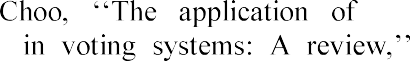 Choo, ‘‘The application of
in voting systems: A review,’’